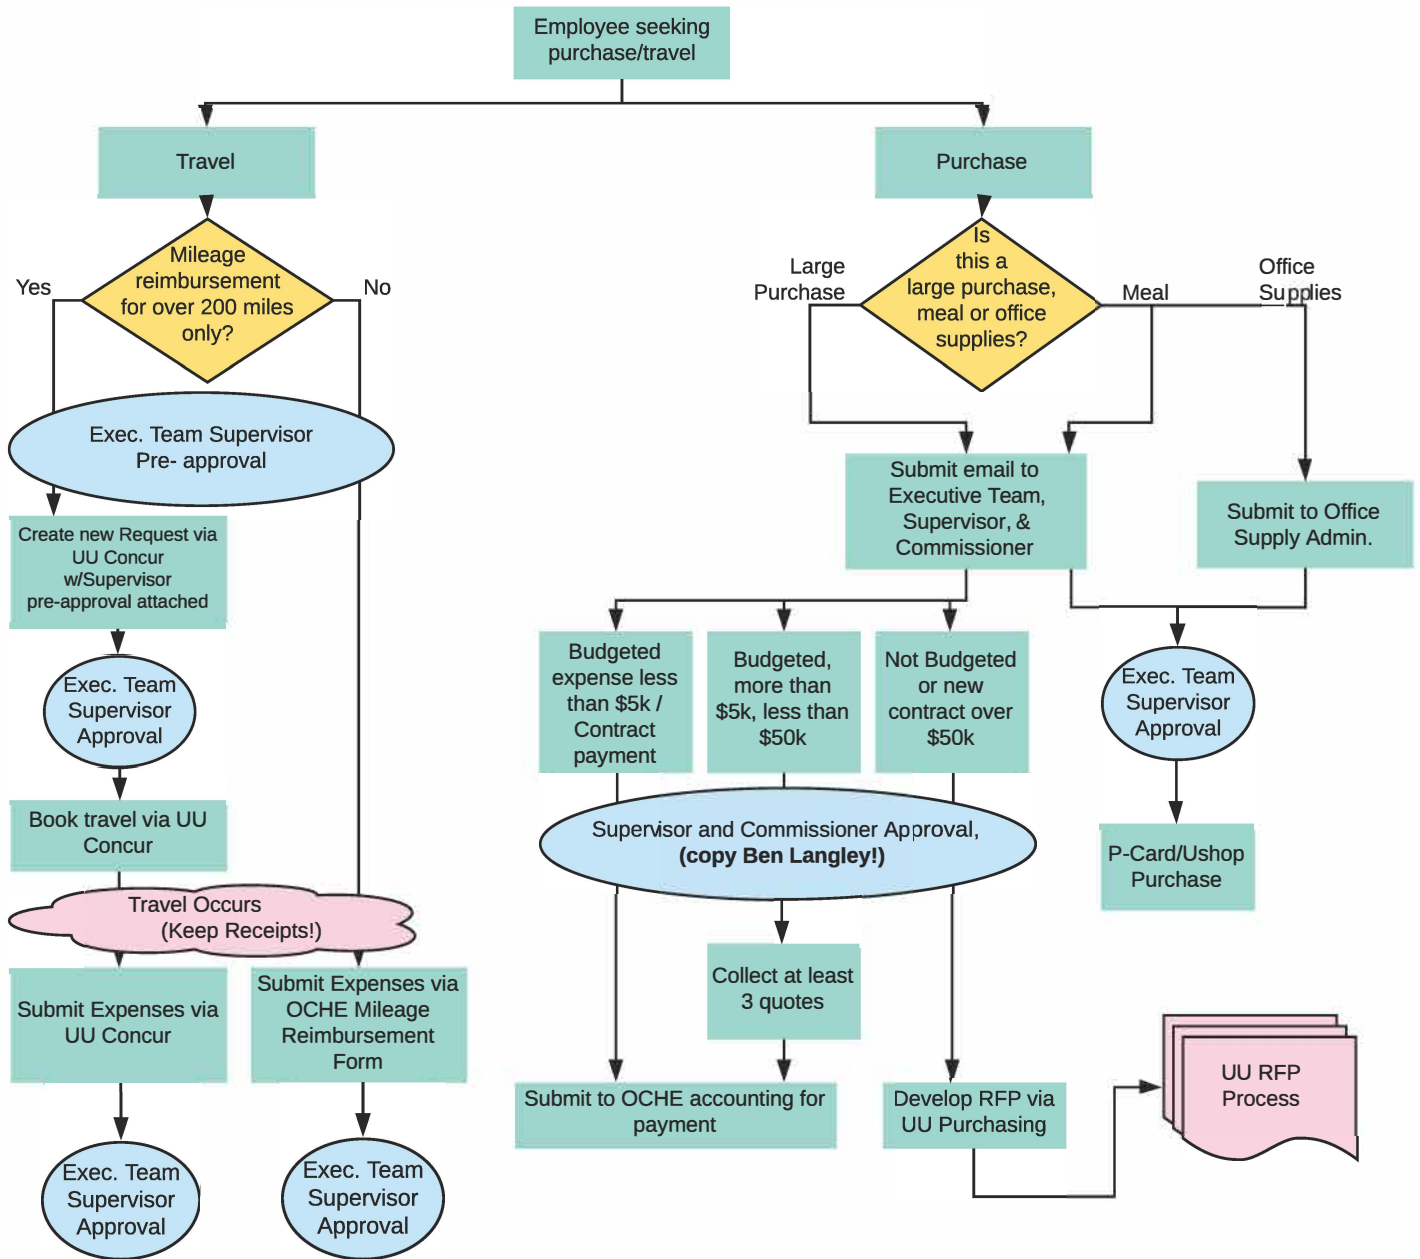 Employee seeking
purchase/travel
Travel
Purchase
Mileage
reimbursement
for over 200 miles
only?
Yes
No
Is
this a
large purchase,
meal or office
supplies?
Large
Purchase
Meal
Office
Supplies
Exec. Team Supervisor
Pre- approval
Submit email to
Executive Team,
Supervisor, &
Commissioner
Submit to Office
Supply Admin.
Create new Request via
UU Concur
w/Supervisor
pre-approval attached
Exec. Team
Supervisor
Approval
Budgeted
expense less
than $5k /
Contract
payment
Budgeted,
more than
$5k, less than
$50k
Not Budgeted
or new
contract over
$50k
Exec. Team
Supervisor
Approval
Book travel via UU
Concur
Supervisor and Commissioner Approval,
(copy Ben Langley!)
P-Card/Ushop
Purchase
Travel Occurs
(Keep Receipts!)
Submit Expenses via
UU Concur
Submit Expenses via
OCHE Mileage
Reimbursement
Form
Collect at least
3 quotes
Submit to OCHE accounting for
payment
Develop RFP via
UU Purchasing
UU RFP
Process
Exec. Team
Supervisor
Approval
Exec. Team
Supervisor
Approval